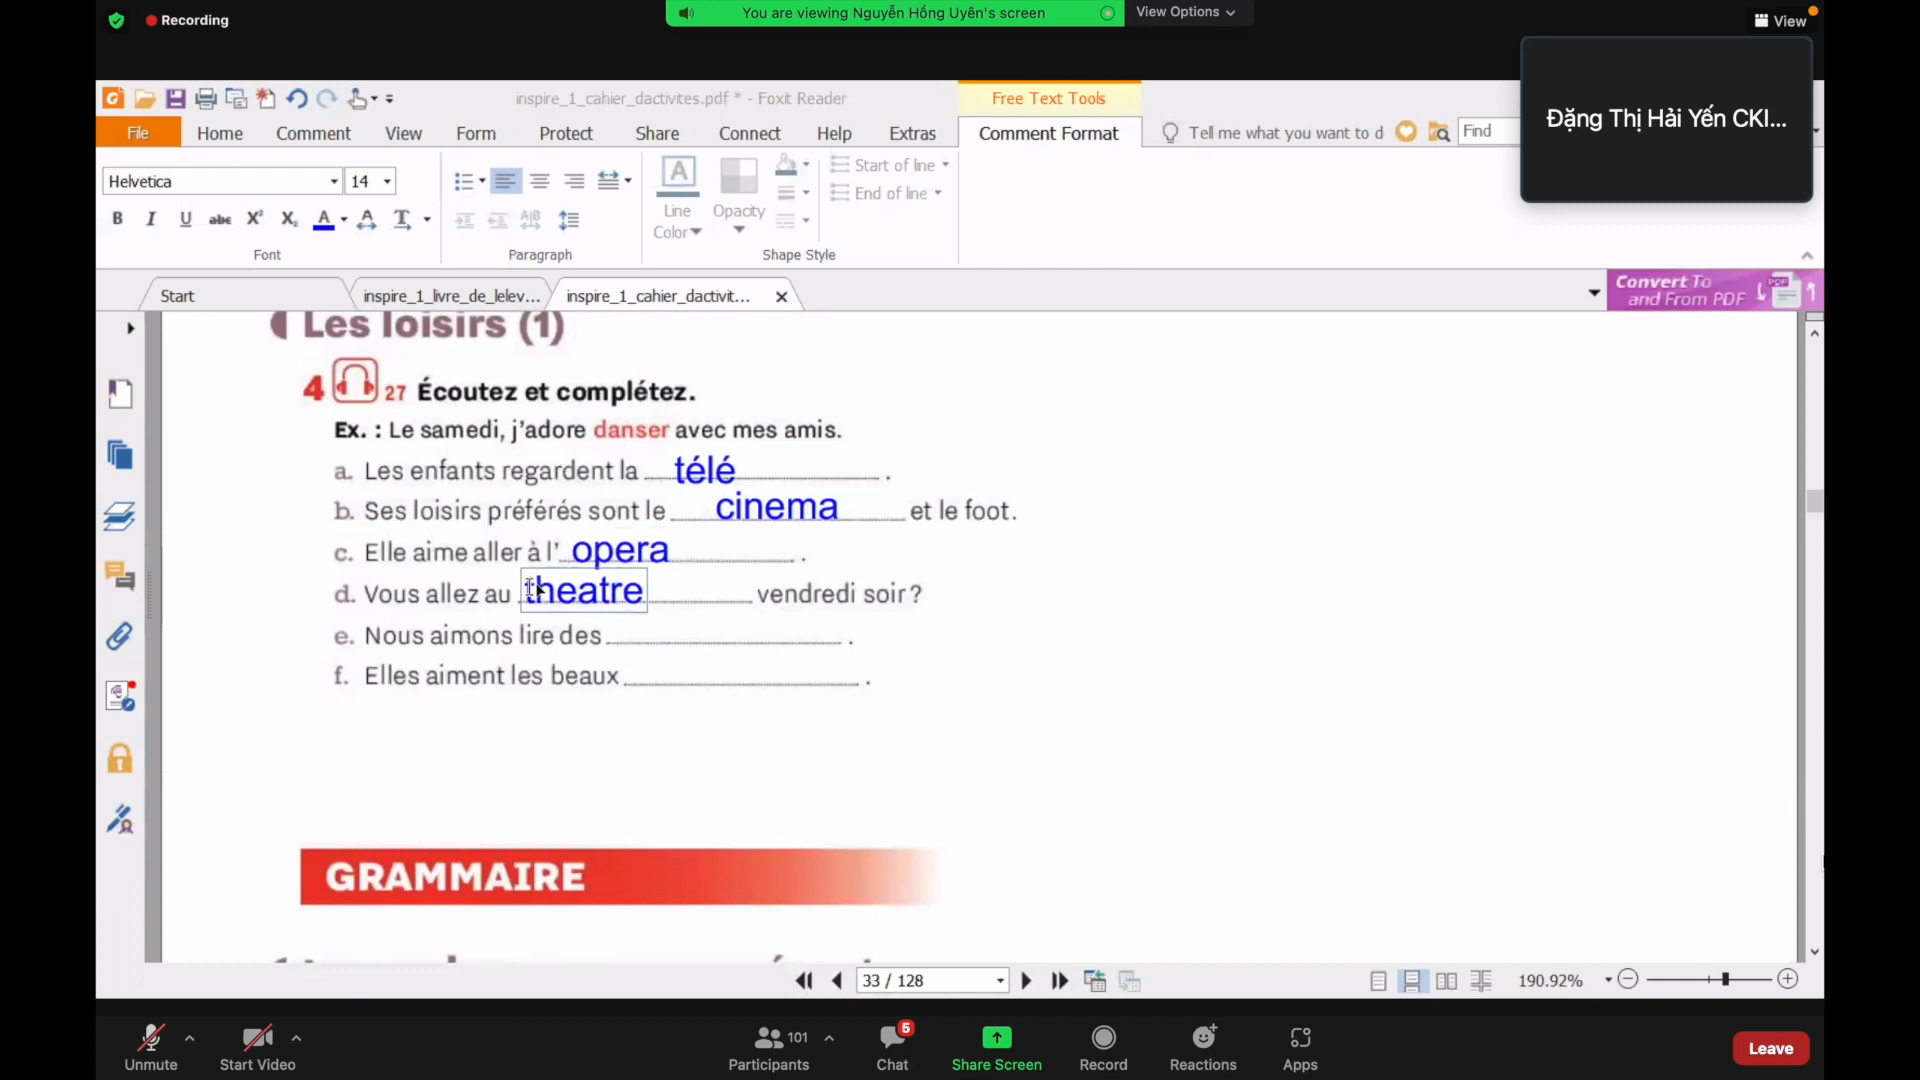 Recording
You are viewing Nguyễn Hồng Uyên's screen
View Options
View
Đặng Thị Hải Yến CKI...
inspire_1_cahier_dactivites.pdf * - Foxit Reader
Free Text Tools
File
Home
Comment
View
Form
Protect
Share
Connect
Help
Extras
Comment Format
Tell me what you want to d
Find
Helvetica
14
Start of line
End of line
Line
Color
Opacity
Font
Paragraph
Shape Style
Start
inspire_1_livre_de_lelev...
inspire_1_cahier_dactivit...
Convert To
and From PDF
Les loisirs (1)
4 27 Écoutez et complétez.
Ex. : Le samedi, j'adore danser avec mes amis.
a. Les enfants regardent la télé .
b. Ses loisirs préférés sont le cinema et le foot.
c. Elle aime aller à l' opera .
d. Vous allez au theatre vendredi soir ?
e. Nous aimons lire des .
f. Elles aiment les beaux .
GRAMMAIRE
33 / 128
190.92%
Unmute
Start Video
101
Participants
5
Chat
Share Screen
Record
Reactions
Apps
Leave